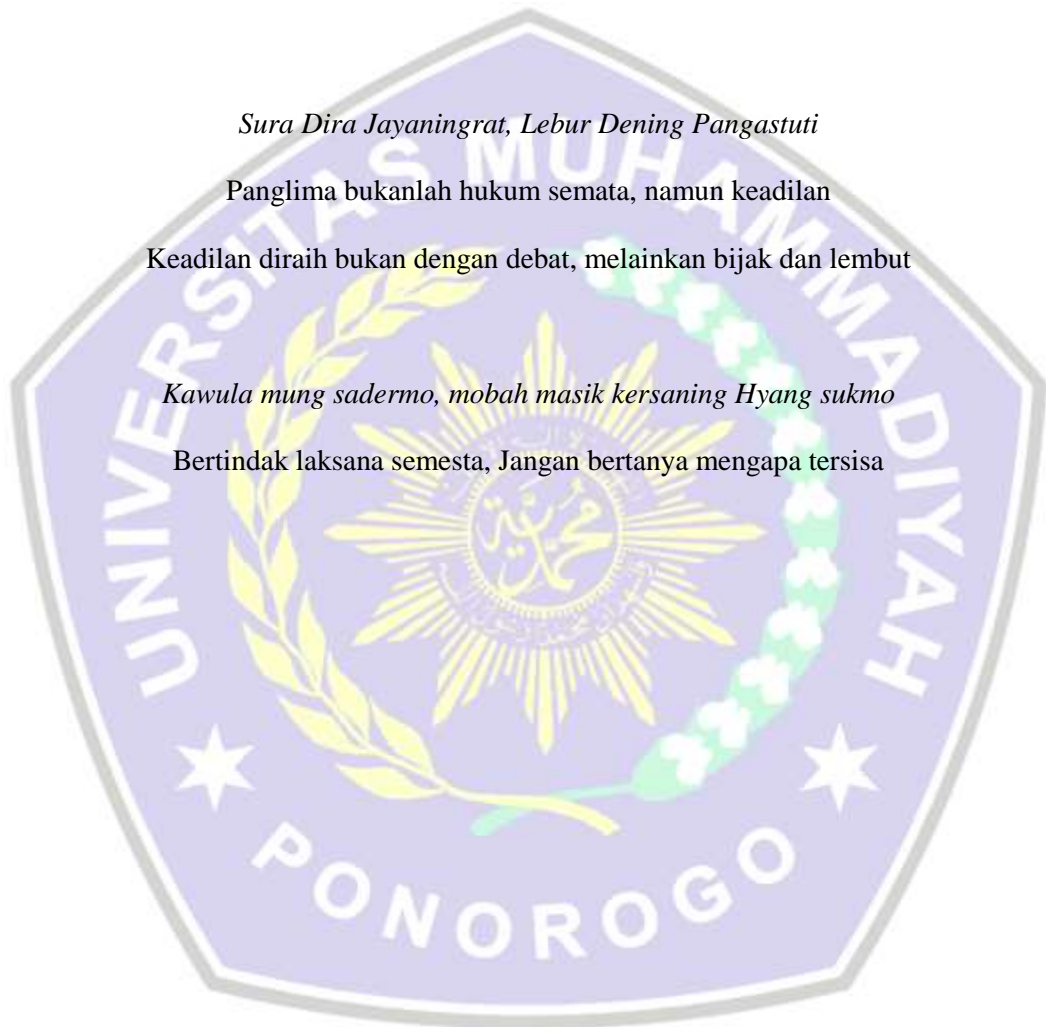 Sura Dira Jayaningrat, Lebur Dening Pangastuti
Panglima bukanlah hukum semata, namun keadilan
Keadilan diraih bukan dengan debat, melainkan bijak dan lembut
Kawula mung sadermo, mobah masik kersaning Hyang sukmo
Bertindak laksana semesta, Jangan bertanya mengapa tersisa
UNIVERSITAS MUHAMMADIYAH
PONOROGO
محمدية